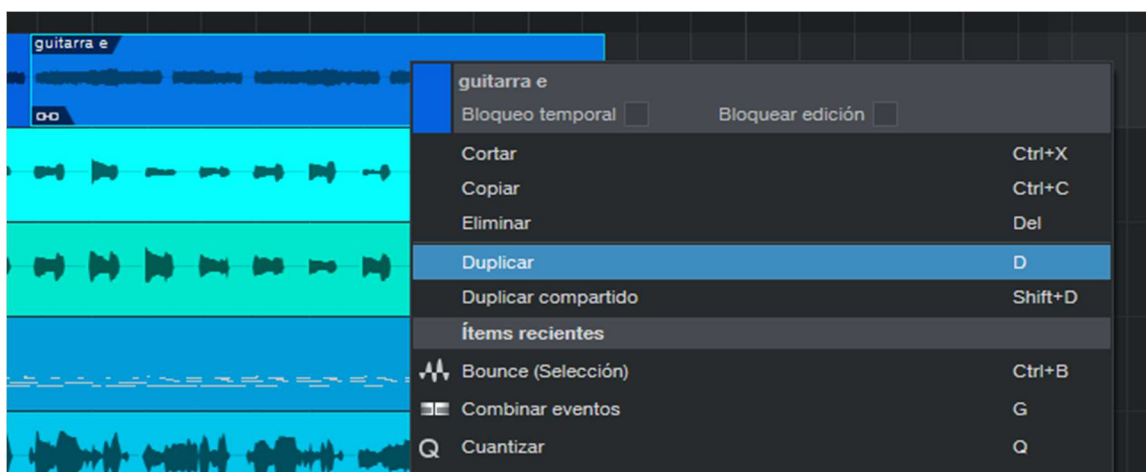 guitarra e
guitarra e
Bloqueo temporal Bloquear edición
Cortar Ctrl+X
Copiar Ctrl+C
Eliminar Del
Duplicar D
Duplicar compartido Shift+D
Ítems recientes
Bounce (Selección) Ctrl+B
Combinar eventos G
Q Cuantizar Q